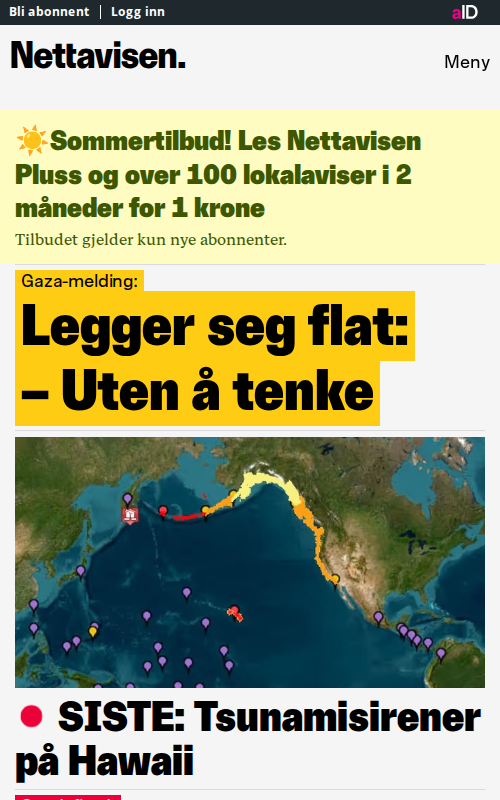 Bli abonnent | Logg inn
aID
Nettavisen.
Meny
☀️Sommertilbud! Les Nettavisen
Pluss og over 100 lokalaviser i 2
måneder for 1 krone
Tilbudet gjelder kun nye abonnenter.
Gaza-melding:
Legger seg flat:
– Uten å tenke
SISTE: Tsunamisirener
på Hawaii